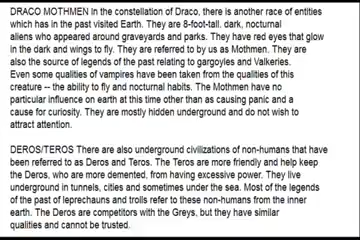 DRACO MOTHMEN In the constellation of Draco, there is another race of entities
which has in the past visited Earth. They are 8-foot-tall. dark, nocturnal
aliens who appeared around graveyards and parks. They have red eyes that glow
in the dark and wings to fly. They are referred to by us as Mothmen. They are
also the source of legends of the past relating to gargoyles and Valkeries.
Even some qualities of vampires have been taken from the qualities of this
creature -- the ability to fly and nocturnal habits. The Mothmen have no
particular influence on earth at this time other than as causing panic and a
cause for curiosity. They are mostly hidden underground and do not wish to
attract attention.
DEROS/TEROS There are also underground civilizations of non-humans that have
been referred to as Deros and Teros. The Teros are more friendly and help keep
the Deros, who are more demented, from having excessive power. They live
underground in tunnels, cities and sometimes under the sea. Most of the legends
of the past of leprechauns and trolls refer to these non-humans from the inner
earth. The Deros are competitors with the Greys, but they have similar
qualities and cannot be trusted.